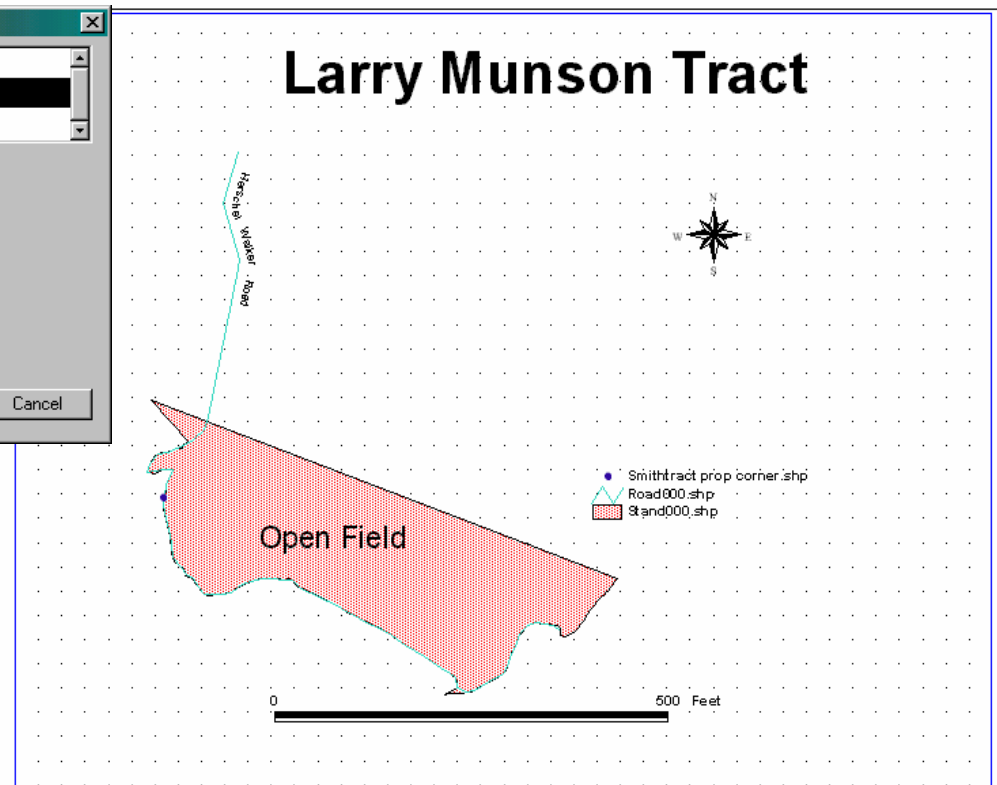 Larry Munson Tract
Herschel Walker Road
N
W E
S
Cancel
Smithtract prop corner.shp
Road000.shp
Stand000.shp
Open Field
0 500 Feet